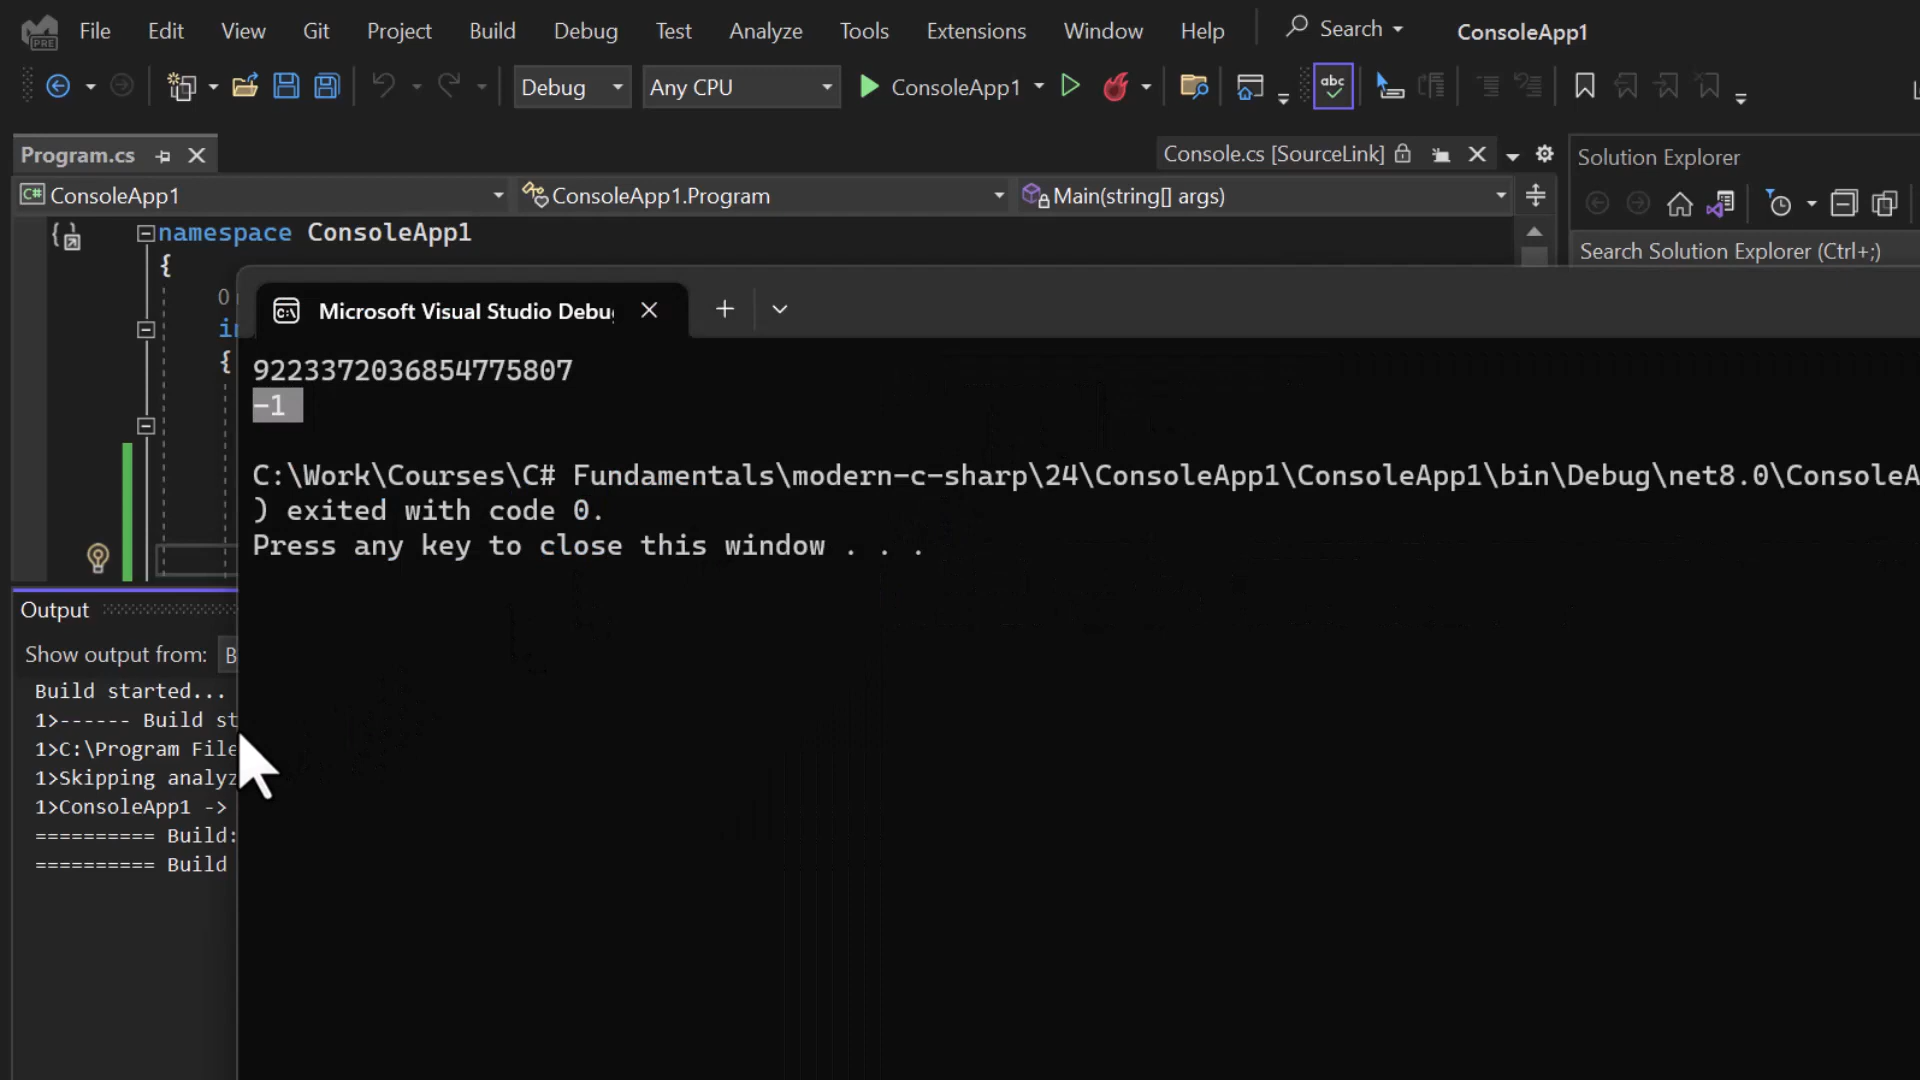 File Edit View Git Project Build Debug Test Analyze Tools Extensions Window Help Search ConsoleApp1
PRE
Debug Any CPU ConsoleApp1 abc
Program.cs Console.cs [SourceLink] Solution Explorer
C# ConsoleApp1 ConsoleApp1.Program Main(string[] args)
namespace ConsoleApp1
Search Solution Explorer (Ctrl+;)
{
0
Microsoft Visual Studio Debu
{
9223372036854775807
-1
C:\Work\Courses\C# Fundamentals\modern-c-sharp\24\ConsoleApp1\ConsoleApp1\bin\Debug\net8.0\ConsoleA
) exited with code 0.
Press any key to close this window . . .
Output
Show output from: B
Build started...
1>------ Build st
1>C:\Program File
1>Skipping analyz
1>ConsoleApp1 ->
========== Build:
========== Build